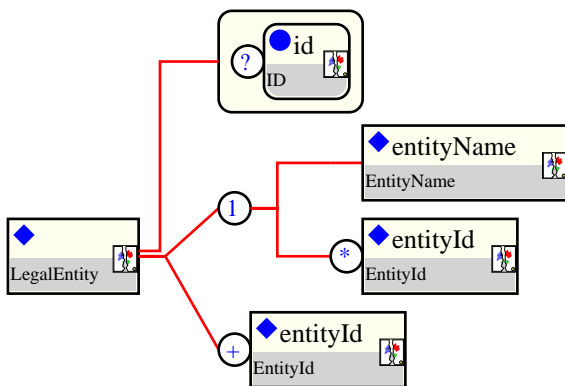 id
?
ID
entityName
EntityName
1
entityId
*
EntityId
LegalEntity
entityId
+
EntityId